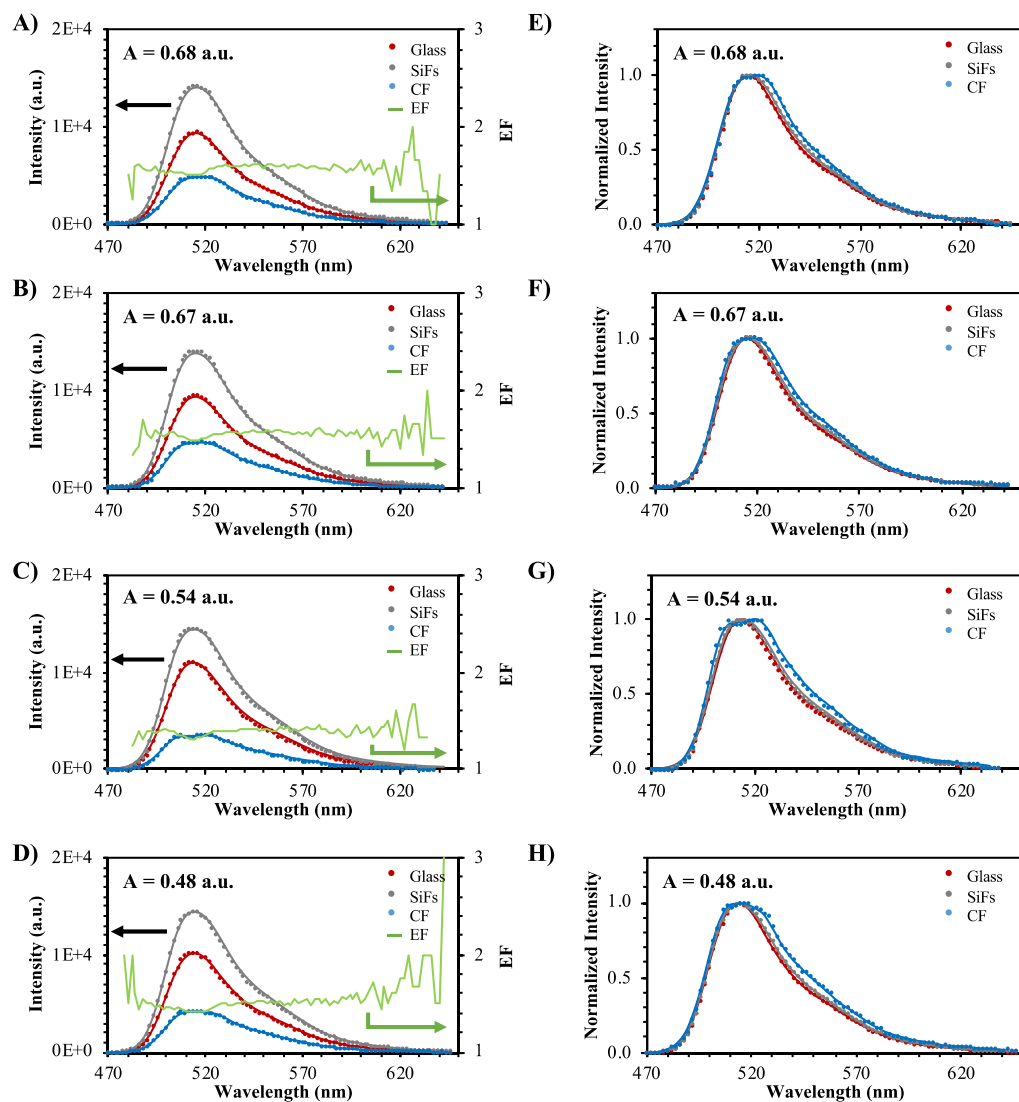 A)
A = 0.68 a.u.
Glass
SiFs
CF
EF
2E+4
1E+4
0E+0
3
2
1
Intensity (a.u.)
EF
470 520 570 620
Wavelength (nm)
E)
A = 0.68 a.u.
Glass
SiFs
CF
1.0
0.5
0.0
Normalized Intensity
470 520 570 620
Wavelength (nm)
B)
A = 0.67 a.u.
Glass
SiFs
CF
EF
2E+4
1E+4
0E+0
3
2
1
Intensity (a.u.)
EF
470 520 570 620
Wavelength (nm)
F)
A = 0.67 a.u.
Glass
SiFs
CF
1.0
0.5
0.0
Normalized Intensity
470 520 570 620
Wavelength (nm)
C)
A = 0.54 a.u.
Glass
SiFs
CF
EF
2E+4
1E+4
0E+0
3
2
1
Intensity (a.u.)
EF
470 520 570 620
Wavelength (nm)
G)
A = 0.54 a.u.
Glass
SiFs
CF
1.0
0.5
0.0
Normalized Intensity
470 520 570 620
Wavelength (nm)
D)
A = 0.48 a.u.
Glass
SiFs
CF
EF
2E+4
1E+4
0E+0
3
2
1
Intensity (a.u.)
EF
470 520 570 620
Wavelength (nm)
H)
A = 0.48 a.u.
Glass
SiFs
CF
1.0
0.5
0.0
Normalized Intensity
470 520 570 620
Wavelength (nm)